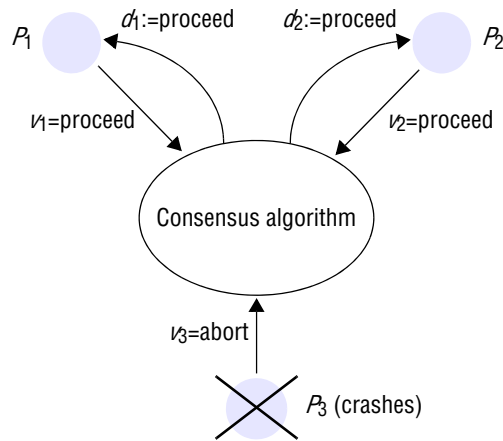 d1:=proceed
d2:=proceed
P1
P2
v1=proceed
v2=proceed
Consensus algorithm
v3=abort
P3 (crashes)